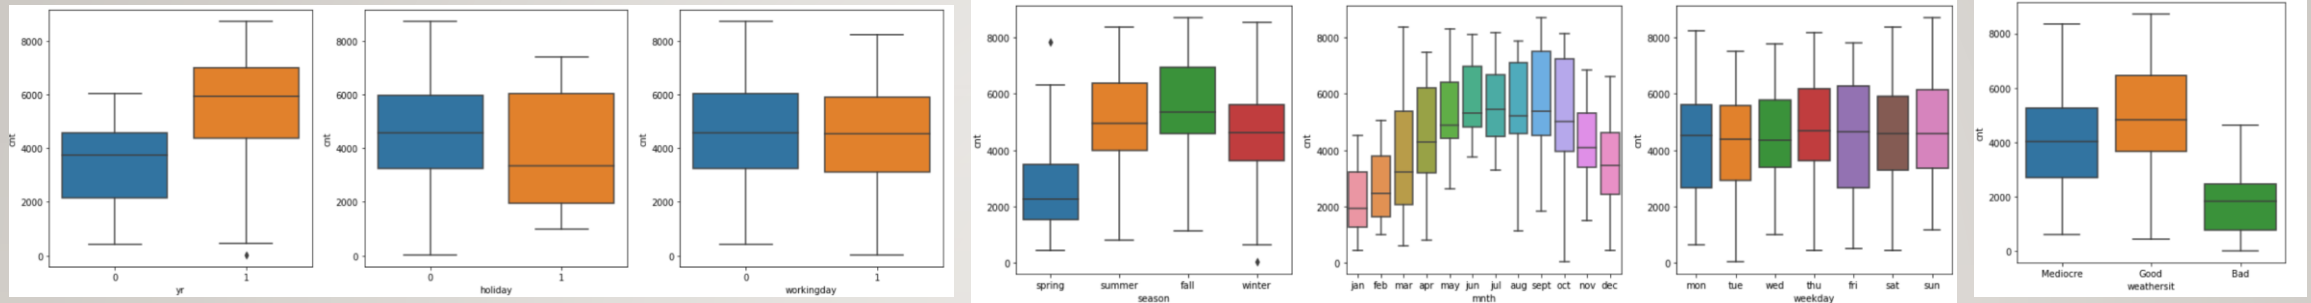 8000
6000
4000
2000
0
cnt
0 1
yr
8000
6000
4000
2000
0
cnt
0 1
holiday
8000
6000
4000
2000
0
cnt
0 1
workingday
8000
6000
4000
2000
0
cnt
spring summer fall winter
season
8000
6000
4000
2000
0
cnt
jan feb mar apr may jun jul aug sept oct nov dec
mnth
8000
6000
4000
2000
0
cnt
mon tue wed thu fri sat sun
weekday
8000
6000
4000
2000
0
cnt
Mediocre Good Bad
weathersit